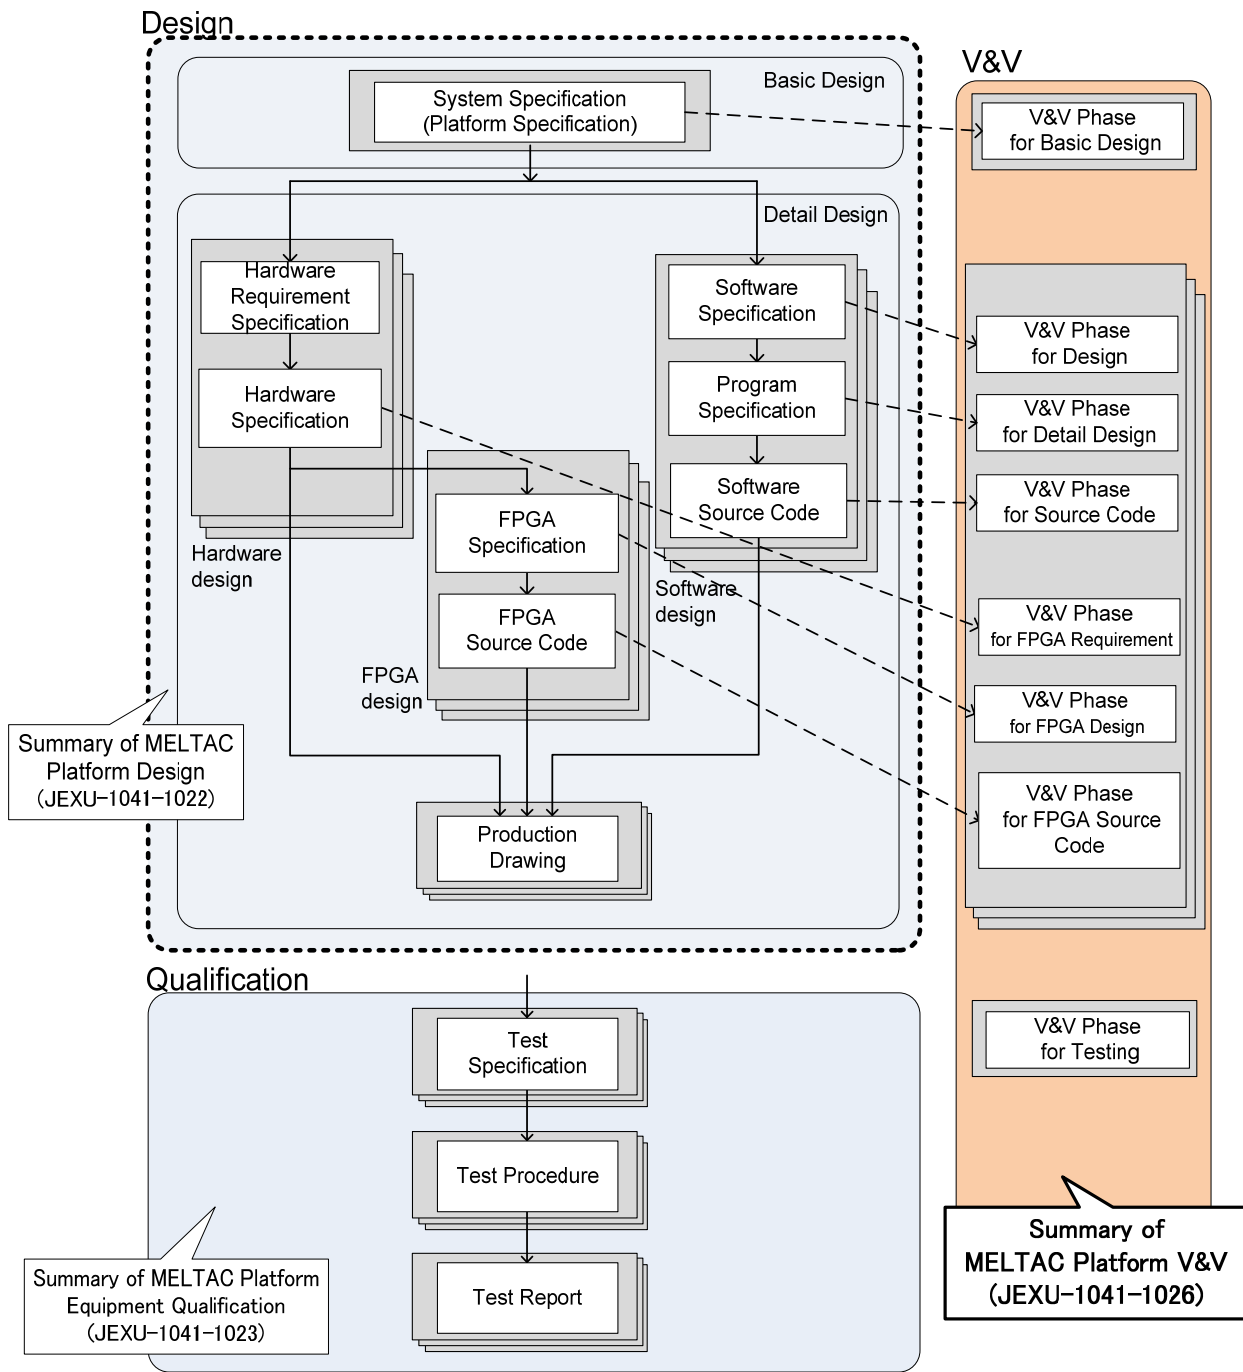 Design
V&V
Basic Design
System Specification
(Platform Specification)
V&V Phase
for Basic Design
Detail Design
Hardware
Requirement
Specification
Hardware
Specification
Hardware
design
Software
Specification
Program
Specification
Software
Source Code
Software
design
FPGA
Specification
FPGA
Source Code
FPGA
design
V&V Phase
for Design
V&V Phase
for Detail Design
V&V Phase
for Source Code
V&V Phase
for FPGA Requirement
V&V Phase
for FPGA Design
V&V Phase
for FPGA Source
Code
Summary of MELTAC
Platform Design
(JEXU-1041-1022)
Production
Drawing
Qualification
Test
Specification
Test Procedure
Test Report
V&V Phase
for Testing
Summary of MELTAC Platform
Equipment Qualification
(JEXU-1041-1023)
Summary of
MELTAC Platform V&V
(JEXU-1041-1026)